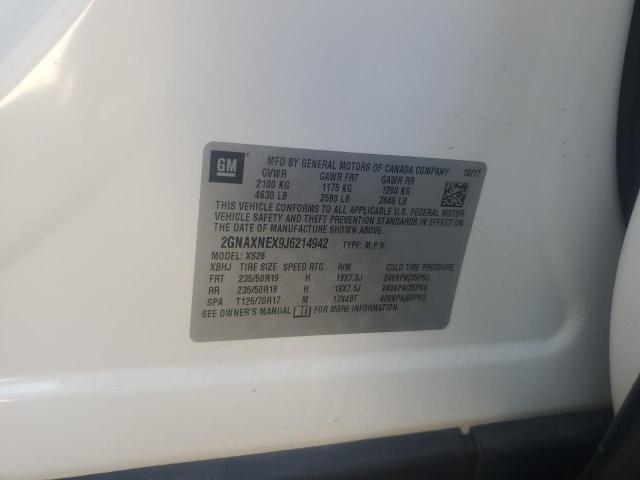 GM
MFD BY GENERAL MOTORS OF CANADA COMPANY 10/17
GVWR GAWR FRT GAWR RR
2100 KG 1175 KG 1200 KG
4630 LB 2590 LB 2645 LB
THIS VEHICLE CONFORMS TO ALL APPLICABLE U.S. FEDERAL MOTOR
VEHICLE SAFETY AND THEFT PREVENTION STANDARDS IN EFFECT ON
THE DATE OF MANUFACTURE SHOWN ABOVE.
2GNAXNEX9J6214942 TYPE: M.P.V.
MODEL: XS26
XBHJ TIRE SIZE SPEED RTG RIM COLD TIRE PRESSURE
FRT 235/50R19 H 19X7.5J 240KPA(35PSI)
RR 235/50R19 H 19X7.5J 240KPA(35PSI)
SPA T125/70R17 M 17X4BT 420KPA(60PSI)
SEE OWNER'S MANUAL FOR MORE INFORMATION.